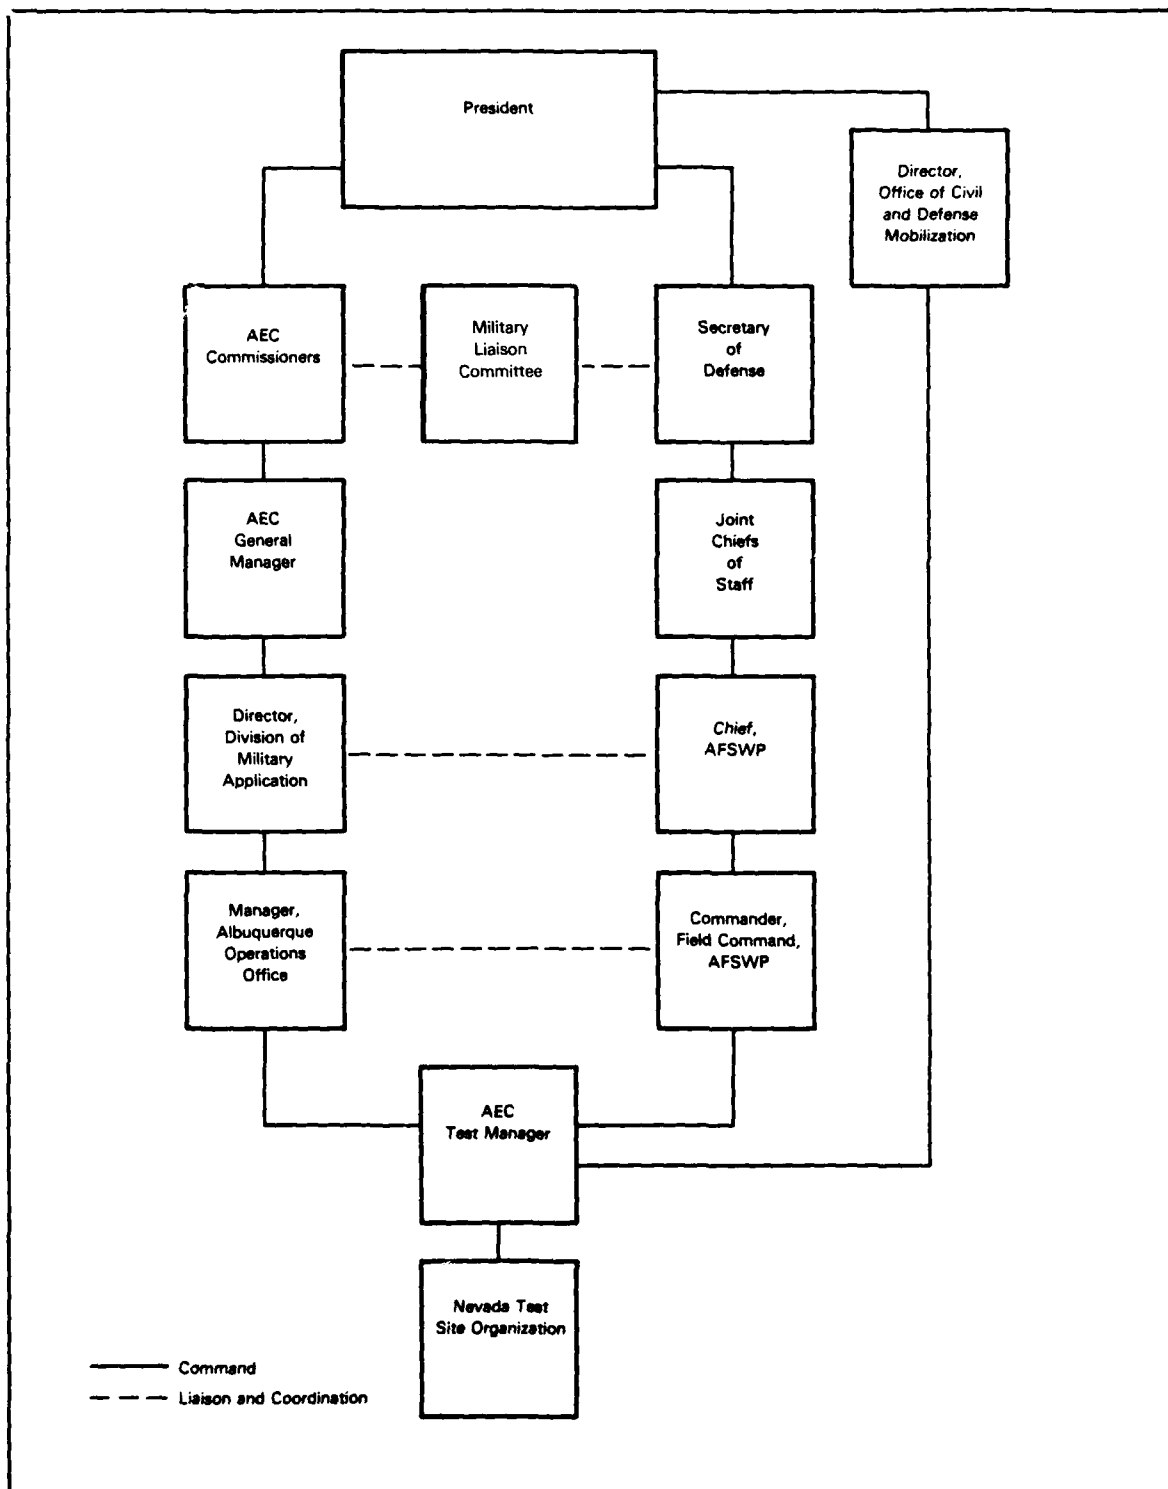 President
Director,
Office of Civil
and Defense
Mobilization
AEC
Commissioners
Military
Liaison
Committee
Secretary
of
Defense
AEC
General
Manager
Joint
Chiefs
of
Staff
Director,
Division of
Military
Application
Chief,
AFSWP
Manager,
Albuquerque
Operations
Office
Commander,
Field Command,
AFSWP
AEC
Test Manager
Nevada Test
Site Organization
Command
Liaison and Coordination